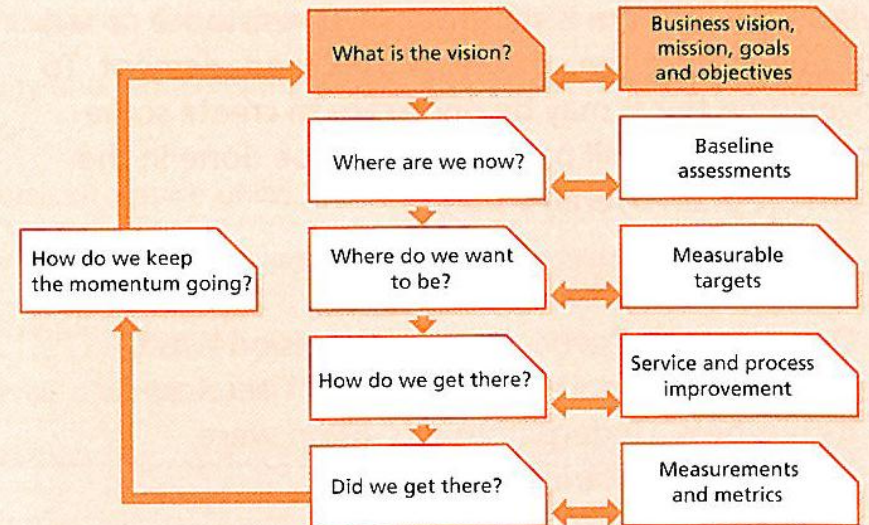 What is the vision?
Business vision,
mission, goals
and objectives
Where are we now?
Baseline
assessments
How do we keep
the momentum going?
Where do we want
to be?
Measurable
targets
How do we get there?
Service and process
improvement
Did we get there?
Measurements
and metrics